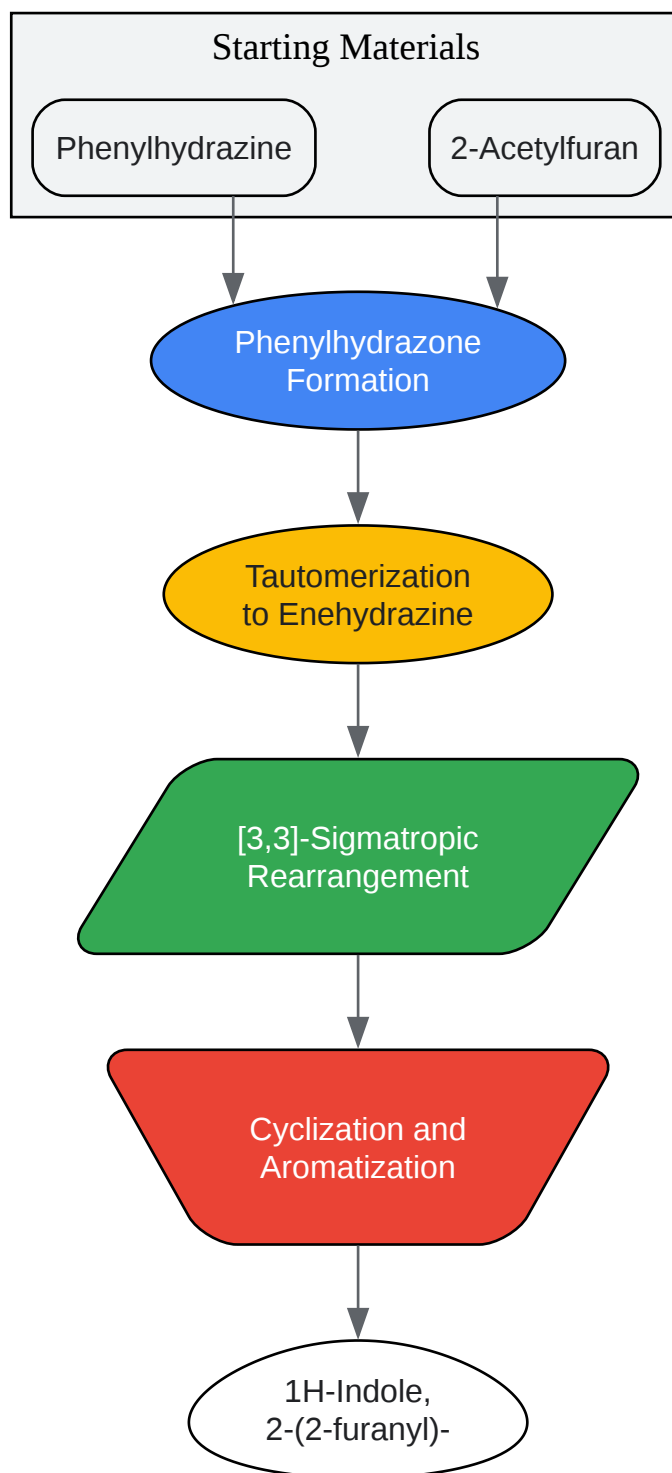 Starting Materials
Phenylhydrazine
2-Acetylfuran
Phenylhydrazone
Formation
Tautomerization
to Enehydrazine
[3,3]-Sigmatropic
Rearrangement
Cyclization and
Aromatization
1H-Indole,
2-(2-furanyl)-